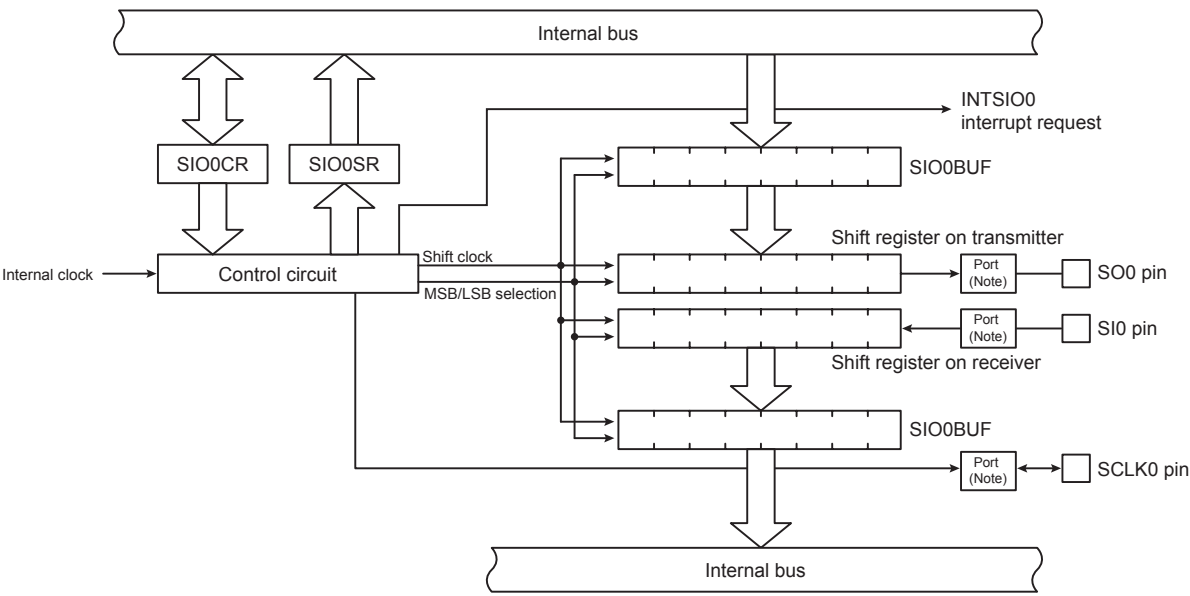 Internal bus
INTSIO0
interrupt request
SIO0CR
SIO0SR
SIO0BUF
Shift register on transmitter
Internal clock
Control circuit
Shift clock
MSB/LSB selection
Port
(Note)
SO0 pin
Port
(Note)
SI0 pin
Shift register on receiver
SIO0BUF
Port
(Note)
SCLK0 pin
Internal bus